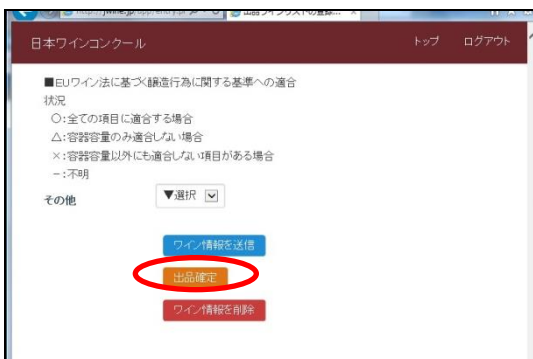 日本ワインコンクール トップ ログアウト
■EUワイン法に基づく醸造行為に関する基準への適合
状況
○:全ての項目に適合する場合
△:容器容量のみ適合しない場合
×:容器容量以外にも適合しない項目がある場合
－:不明
その他 ▼選択
ワイン情報を送信
出品確定
ワイン情報を削除